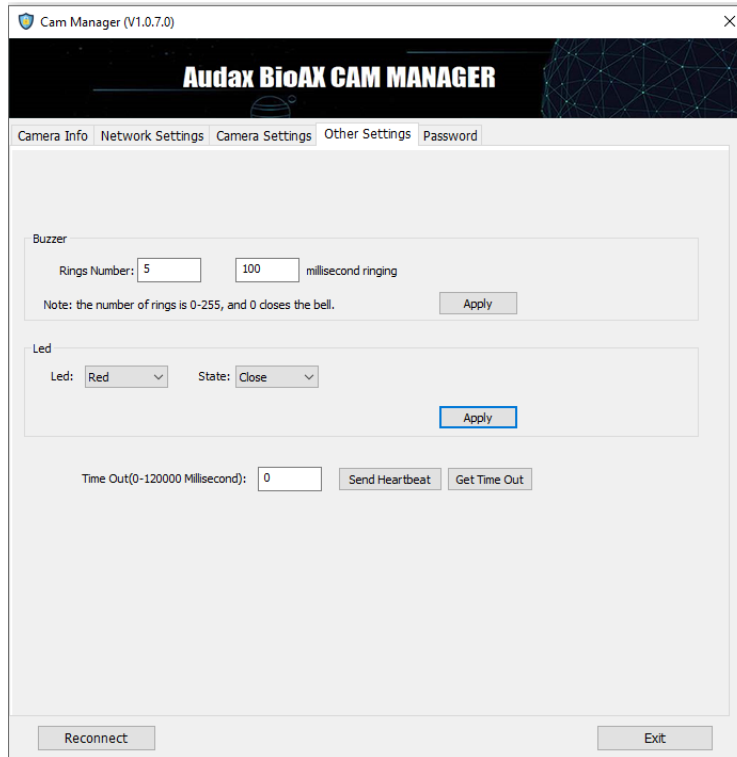 Cam Manager (V1.0.7.0)
Audax BioAX CAM MANAGER
Camera Info Network Settings Camera Settings Other Settings Password
Buzzer
Rings Number: 5 100 millisecond ringing
Note: the number of rings is 0-255, and 0 closes the bell. Apply
Led
Led: Red State: Close
Apply
Time Out(0-120000 Millisecond): 0 Send Heartbeat Get Time Out
Reconnect Exit